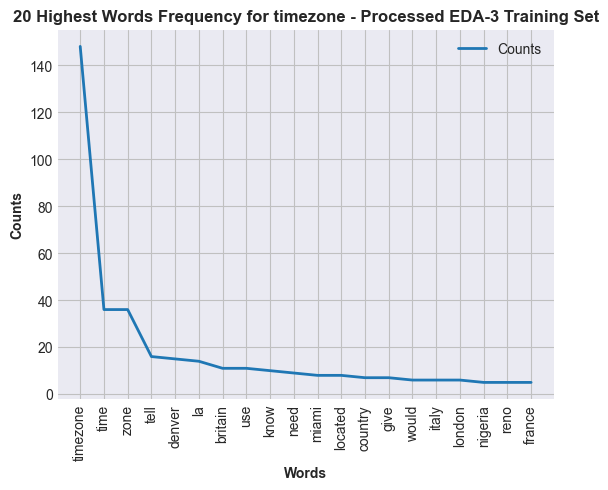 20 Highest Words Frequency for timezone - Processed EDA-3 Training Set
Counts
140
120
100
80
60
40
20
0
Counts
timezone
time
zone
tell
denver
la
britain
use
know
need
miami
located
country
give
would
italy
london
nigeria
reno
france
Words